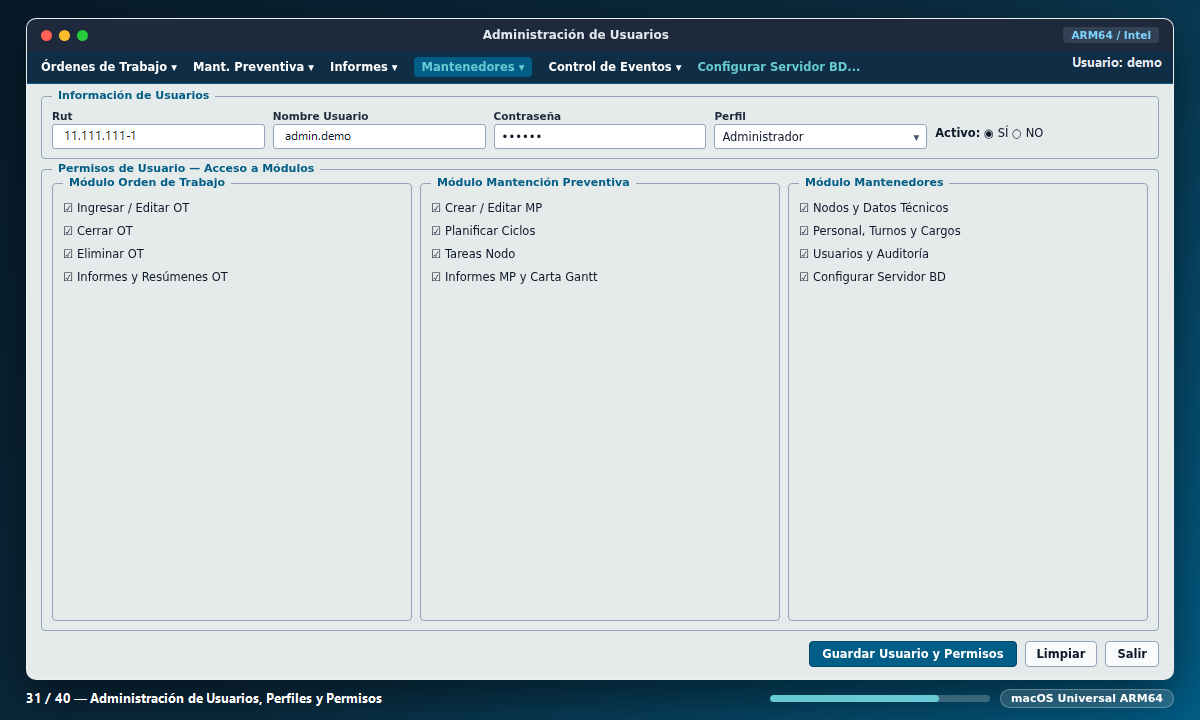 Administración de Usuarios
ARM64 / Intel
Órdenes de Trabajo ▾ Mant. Preventiva ▾ Informes ▾ Mantenedores ▾ Control de Eventos ▾ Configurar Servidor BD...
Usuario: demo
Información de Usuarios
Rut
11.111.111-1
Nombre Usuario
admin.demo
Contraseña
••••••
Perfil
Administrador ▾
Activo: ◉ SÍ ○ NO
Permisos de Usuario — Acceso a Módulos
Módulo Orden de Trabajo
☑ Ingresar / Editar OT
☑ Cerrar OT
☑ Eliminar OT
☑ Informes y Resúmenes OT
Módulo Mantención Preventiva
☑ Crear / Editar MP
☑ Planificar Ciclos
☑ Tareas Nodo
☑ Informes MP y Carta Gantt
Módulo Mantenedores
☑ Nodos y Datos Técnicos
☑ Personal, Turnos y Cargos
☑ Usuarios y Auditoría
☑ Configurar Servidor BD
Guardar Usuario y Permisos
Limpiar
Salir
31 / 40 — Administración de Usuarios, Perfiles y Permisos
macOS Universal ARM64